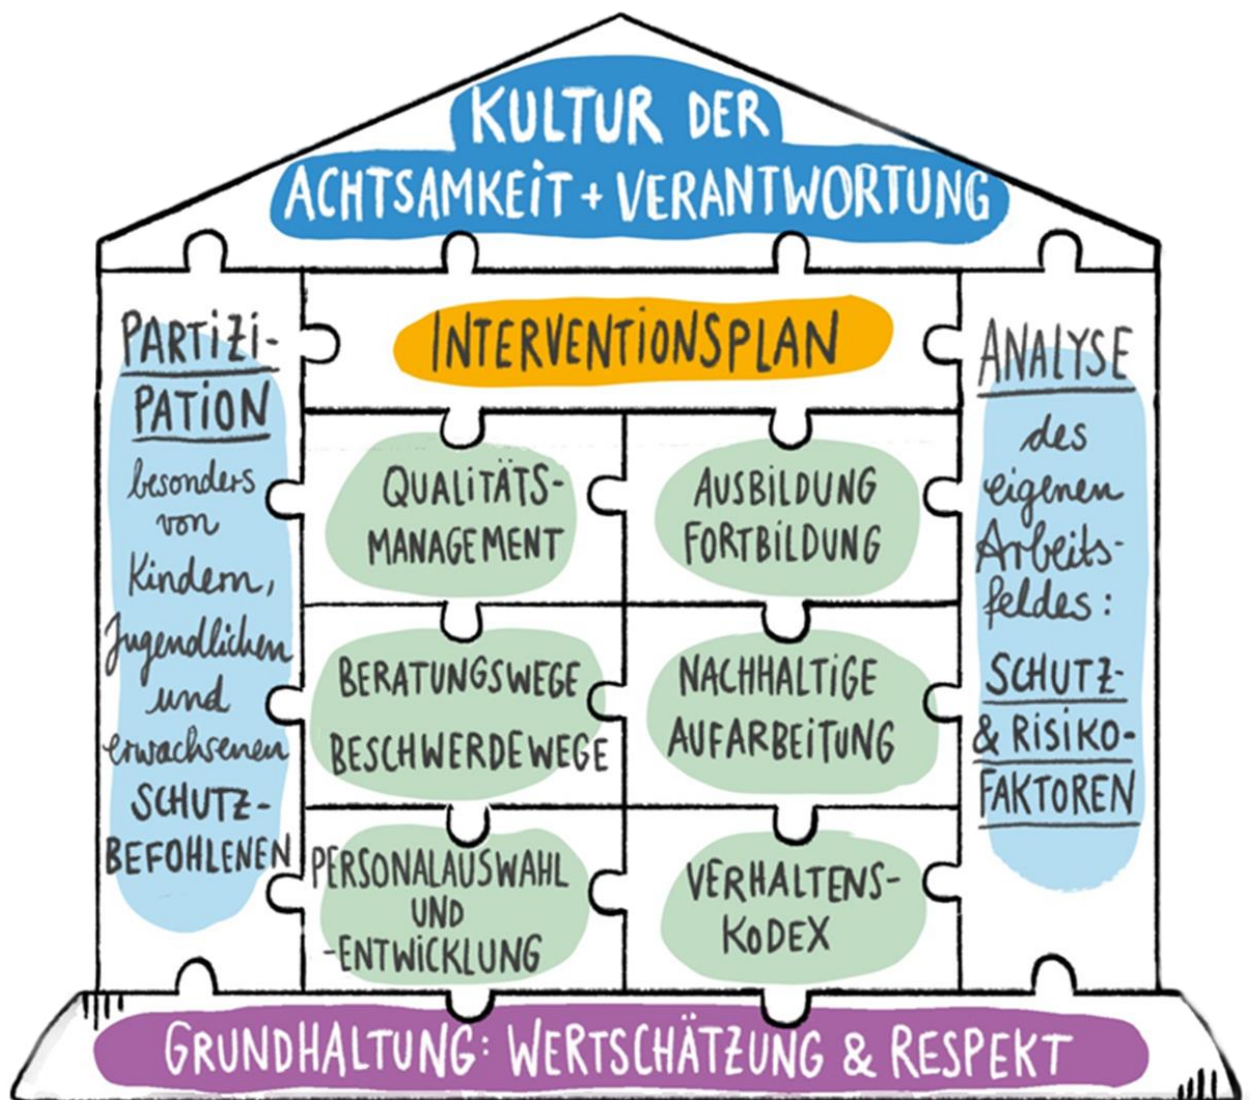 KULTUR DER
ACHTSAMKEIT + VERANTWORTUNG
PARTIZI-
PATION
besonders
von
Kindern,
Jugendlichen
und
erwachsenen
SCHUTZ-
BEFOHLENEN
INTERVENTIONSPLAN
QUALITÄTS-
MANAGEMENT
AUSBILDUNG
FORTBILDUNG
BERATUNGSWEGE
BESCHWERDEWEGE
NACHHALTIGE
AUFARBEITUNG
PERSONALAUSWAHL
UND
-ENTWICKLUNG
VERHALTENS-
KODEX
ANALYSE
des
eigenen
Arbeits-
feldes:
SCHUTZ-
& RISIKO-
FAKTOREN
GRUNDHALTUNG: WERTSCHÄTZUNG & RESPEKT